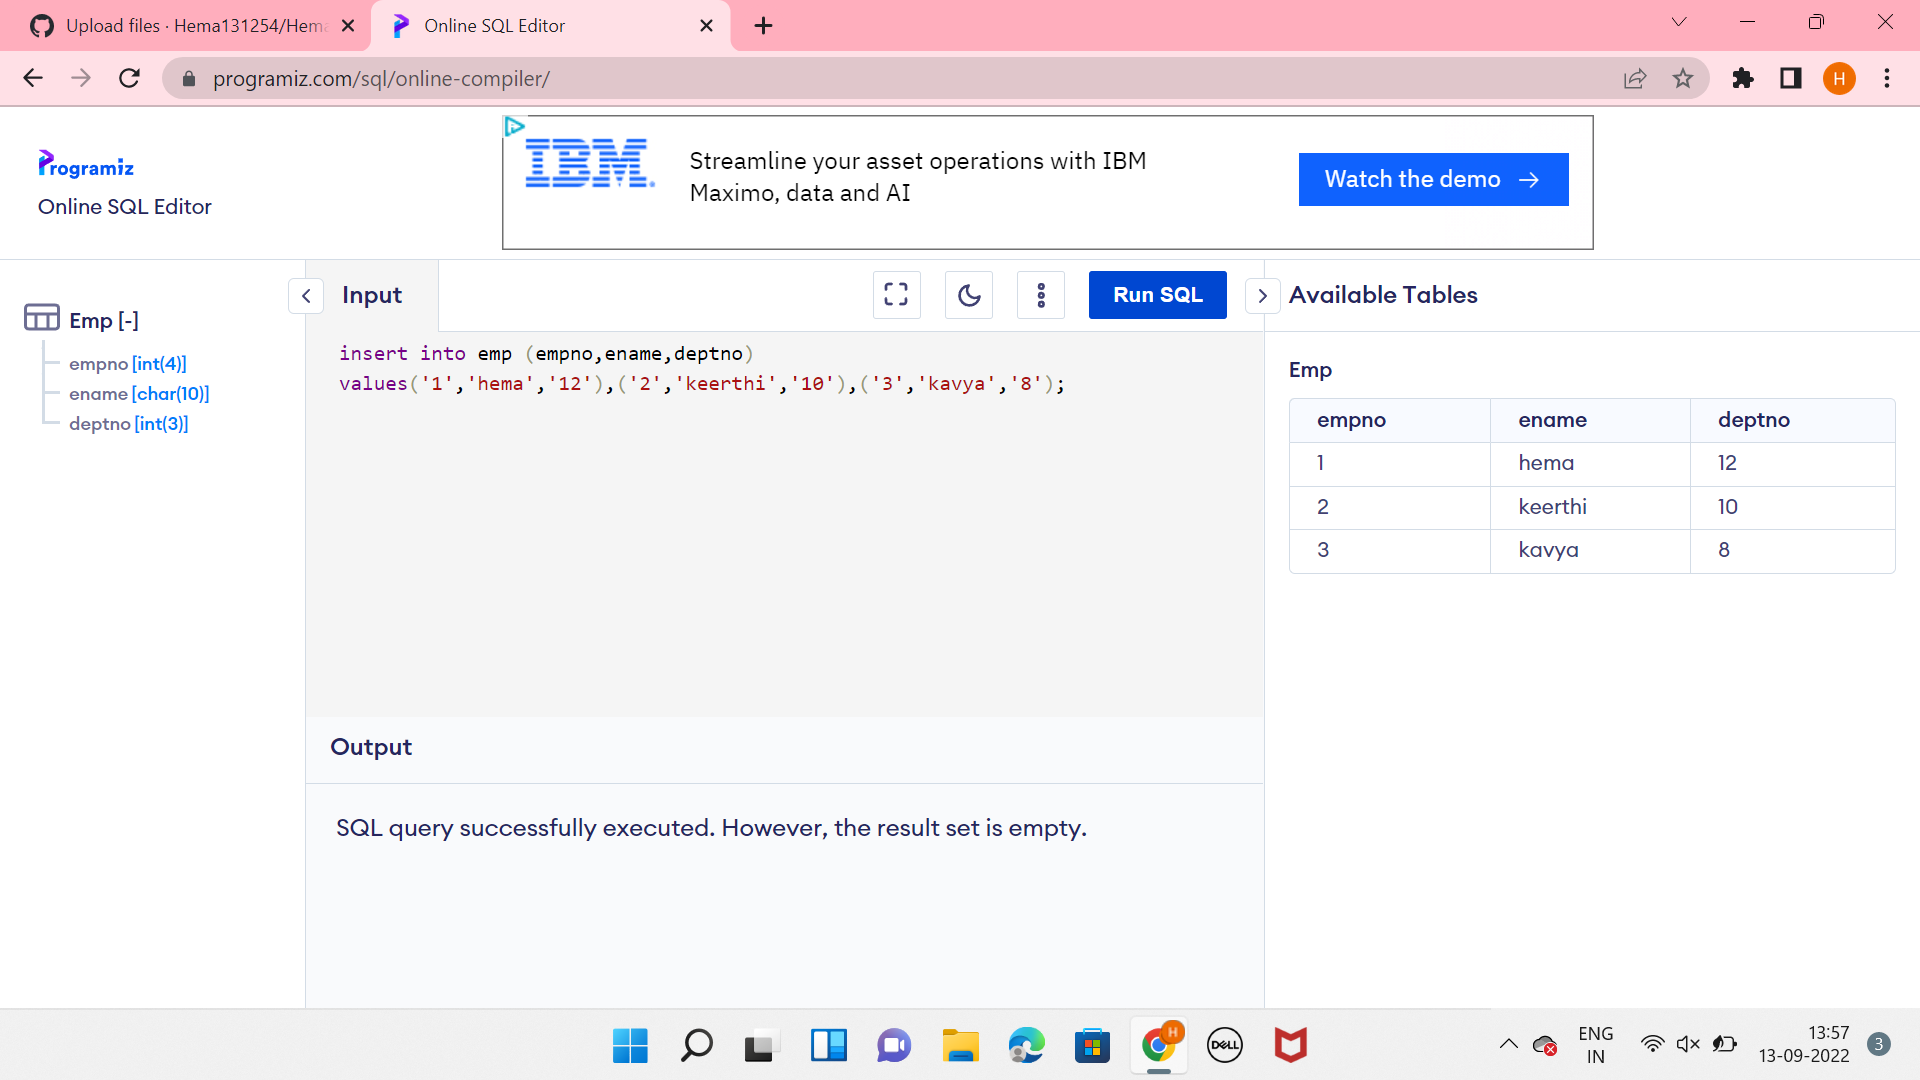 Upload files · Hema131254/Hema
Online SQL Editor
programiz.com/sql/online-compiler/
H
Programiz
Online SQL Editor
IBM
Streamline your asset operations with IBM
Maximo, data and AI
Watch the demo →
Emp [-]
empno [int(4)]
ename [char(10)]
deptno [int(3)]
Input
Run SQL
insert into emp (empno,ename,deptno)
values('1','hema','12'),('2','keerthi','10'),('3','kavya','8');
Output
SQL query successfully executed. However, the result set is empty.
Available Tables
Emp
empno ename deptno
1 hema 12
2 keerthi 10
3 kavya 8
H
DELL
ENG
IN
13:57
13-09-2022
3